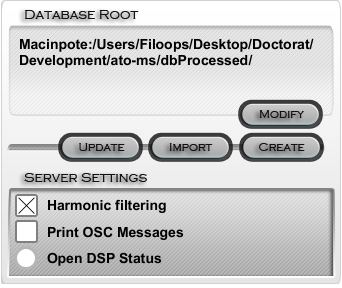 DATABASE ROOT
Macinpote:/Users/Filoops/Desktop/Doctorat/
Development/ato-ms/dbProcessed/
MODIFY
UPDATE IMPORT CREATE
SERVER SETTINGS
Harmonic filtering
Print OSC Messages
Open DSP Status